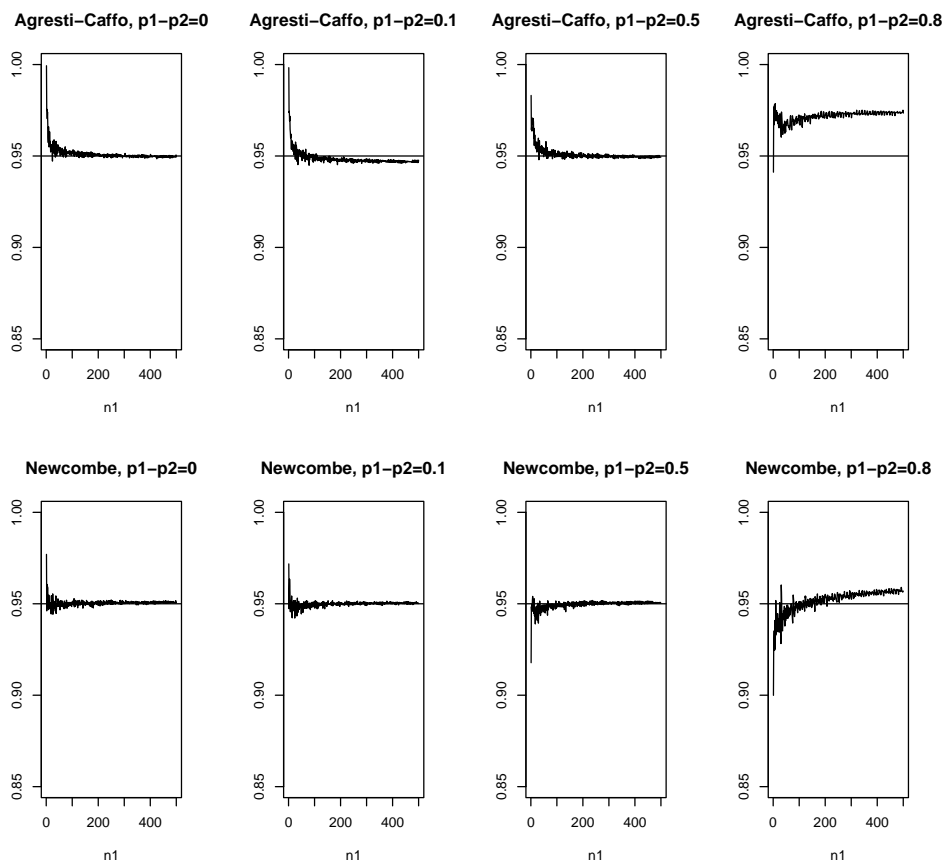 Agresti−Caffo, p1−p2=0
1.00
0.95
0.90
0.85
0 200 400
n1
Agresti−Caffo, p1−p2=0.1
1.00
0.95
0.90
0.85
0 200 400
n1
Agresti−Caffo, p1−p2=0.5
1.00
0.95
0.90
0.85
0 200 400
n1
Agresti−Caffo, p1−p2=0.8
1.00
0.95
0.90
0.85
0 200 400
n1
Newcombe, p1−p2=0
1.00
0.95
0.90
0.85
0 200 400
n1
Newcombe, p1−p2=0.1
1.00
0.95
0.90
0.85
0 200 400
n1
Newcombe, p1−p2=0.5
1.00
0.95
0.90
0.85
0 200 400
n1
Newcombe, p1−p2=0.8
1.00
0.95
0.90
0.85
0 200 400
n1